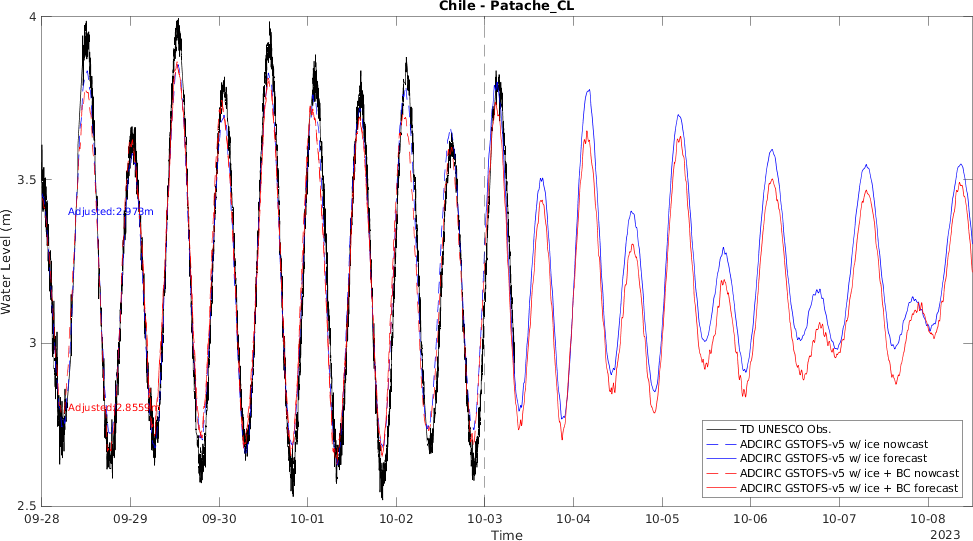 Chile - Patache_CL
Water Level (m)
4
3.5
3
2.5
Adjusted:2.973m
Adjusted:2.8559m
TD UNESCO Obs.
ADCIRC GSTOFS-v5 w/ ice nowcast
ADCIRC GSTOFS-v5 w/ ice forecast
ADCIRC GSTOFS-v5 w/ ice + BC nowcast
ADCIRC GSTOFS-v5 w/ ice + BC forecast
09-28 09-29 09-30 10-01 10-02 10-03 10-04 10-05 10-06 10-07 10-08
Time
2023